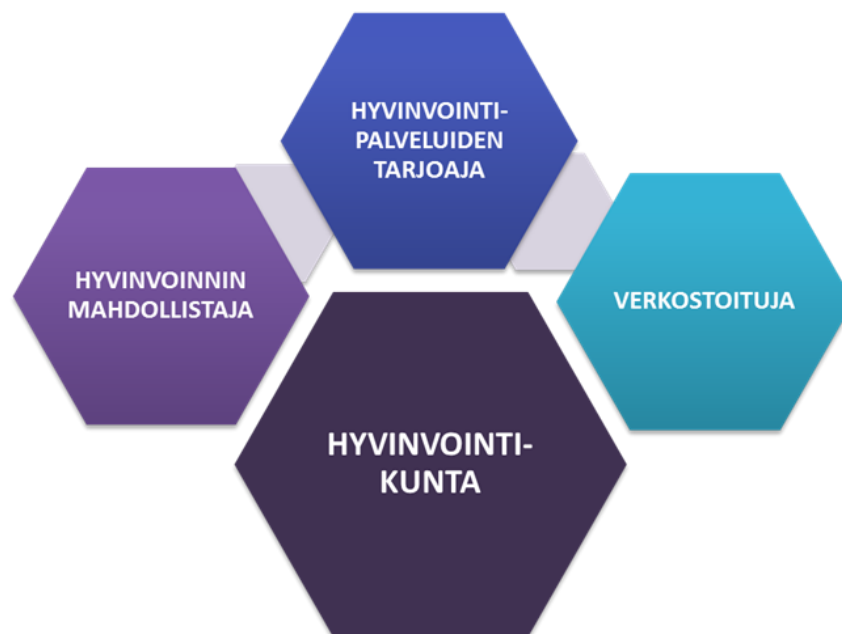 HYVINVOINTI-
PALVELUIDEN
TARJOAJA
HYVINVOINNIN
MAHDOLLISTAJA
VERKOSTOITUJA
HYVINVOINTI-
KUNTA